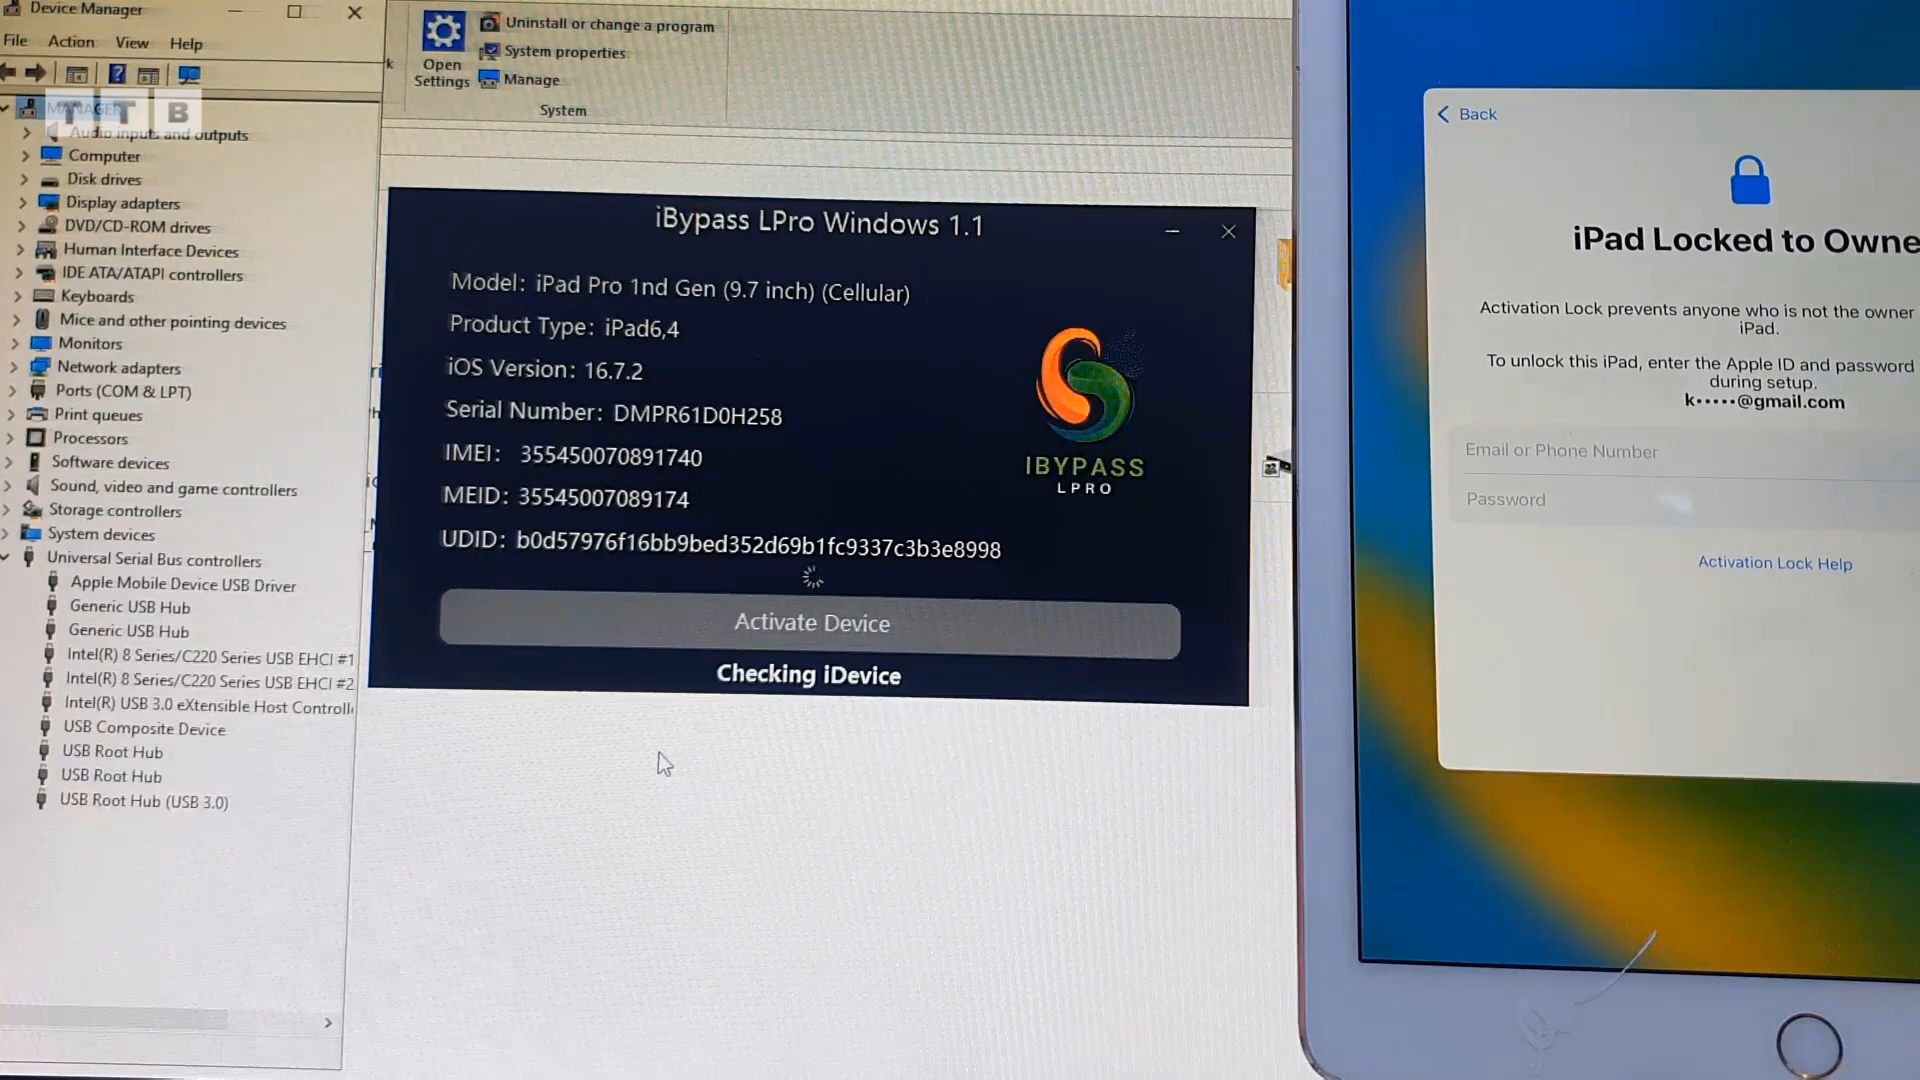 Device Manager
File Action View Help
TTB
Audio inputs and outputs
Computer
Disk drives
Display adapters
DVD/CD-ROM drives
Human Interface Devices
IDE ATA/ATAPI controllers
Keyboards
Mice and other pointing devices
Monitors
Network adapters
Ports (COM & LPT)
Print queues
Processors
Software devices
Sound, video and game controllers
Storage controllers
System devices
Universal Serial Bus controllers
Apple Mobile Device USB Driver
Generic USB Hub
Generic USB Hub
Intel(R) 8 Series/C220 Series USB EHCI #1
Intel(R) 8 Series/C220 Series USB EHCI #2
Intel(R) USB 3.0 eXtensible Host Controll
USB Composite Device
USB Root Hub
USB Root Hub
USB Root Hub (USB 3.0)
Open
Settings
Uninstall or change a program
System properties
Manage
System
iBypass LPro Windows 1.1
Model: iPad Pro 1nd Gen (9.7 inch) (Cellular)
Product Type: iPad6,4
iOS Version: 16.7.2
Serial Number: DMPR61D0H258
IMEI: 355450070891740
MEID: 35545007089174
UDID: b0d57976f16bb9bed352d69b1fc9337c3b3e8998
IBYPASS
LPRO
Activate Device
Checking iDevice
Back
iPad Locked to Owne
Activation Lock prevents anyone who is not the owner
iPad.
To unlock this iPad, enter the Apple ID and password
during setup.
k•••••@gmail.com
Email or Phone Number
Password
Activation Lock Help